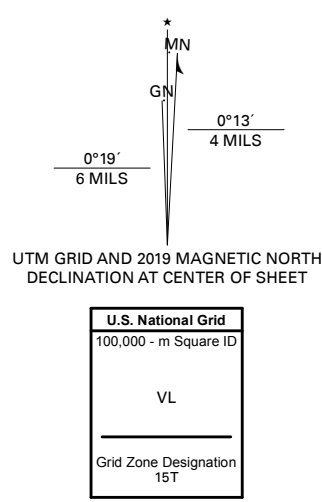 ★
MN
GN
0°13´
4 MILS
0°19´
6 MILS
UTM GRID AND 2019 MAGNETIC NORTH
DECLINATION AT CENTER OF SHEET
U.S. National Grid
100,000 - m Square ID
VL
Grid Zone Designation
15T